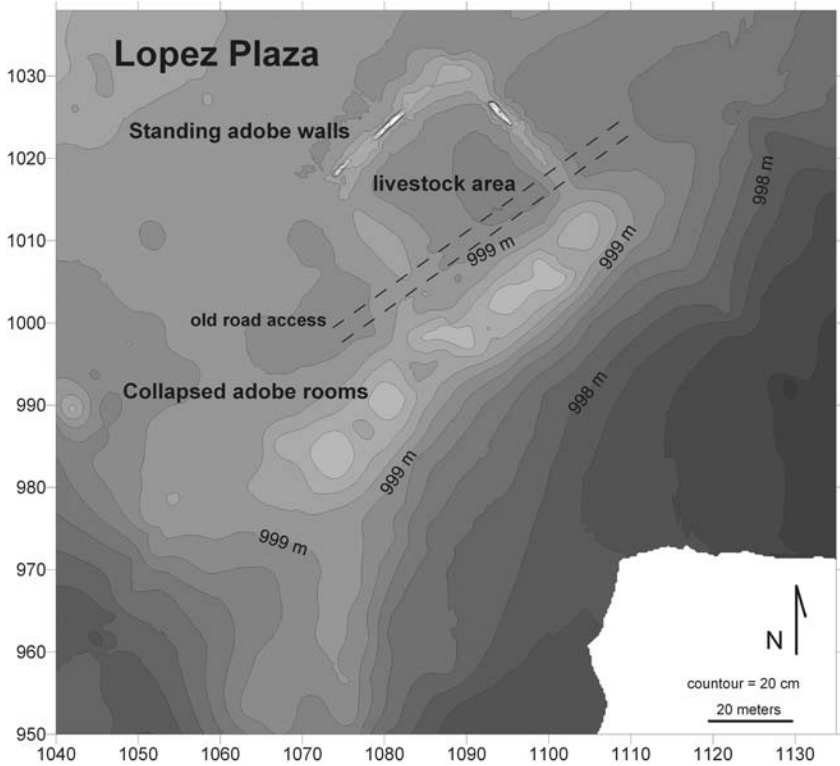 Lopez Plaza
1030
Standing adobe walls
1020
livestock area
998 m
1010
999 m
999 m
old road access
1000
Collapsed adobe rooms
990
998 m
999 m
980
999 m
970
960
N
countour = 20 cm
20 meters
950
1040 1050 1060 1070 1080 1090 1100 1110 1120 1130